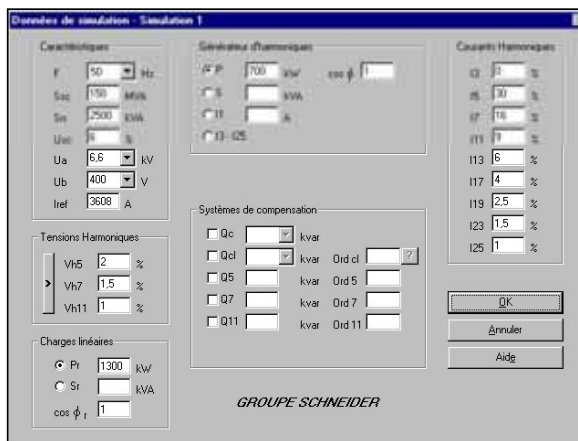 Données de simulation - Simulation 1
Caractéristiques
F 50 Hz
Scc 150 MVA
Sn 2500 kVA
Ucc 6 %
Ua 6,6 kV
Ub 400 V
Iref 3608 A
Tensions Harmoniques
Vh5 2 %
Vh7 1,5 %
> Vh11 1 %
Charges linéaires
Pr 1300 kW
Sr kVA
cos ϕ r 1
Générateur d'harmoniques
P 700 kW cos ϕ 1
S kVA
I1 A
I3 - I25
Systèmes de compensation
Qc kvar
Qcl kvar Ord cl ?
Q5 kvar Ord 5
Q7 kvar Ord 7
Q11 kvar Ord 11
Courants Harmoniques
I3 0 %
I5 30 %
I7 %
I11 %
I13 6 %
I17 4 %
I19 2,5 %
I23 1,5 %
I25 1 %
OK
Annuler
Aide
GROUPE SCHNEIDER